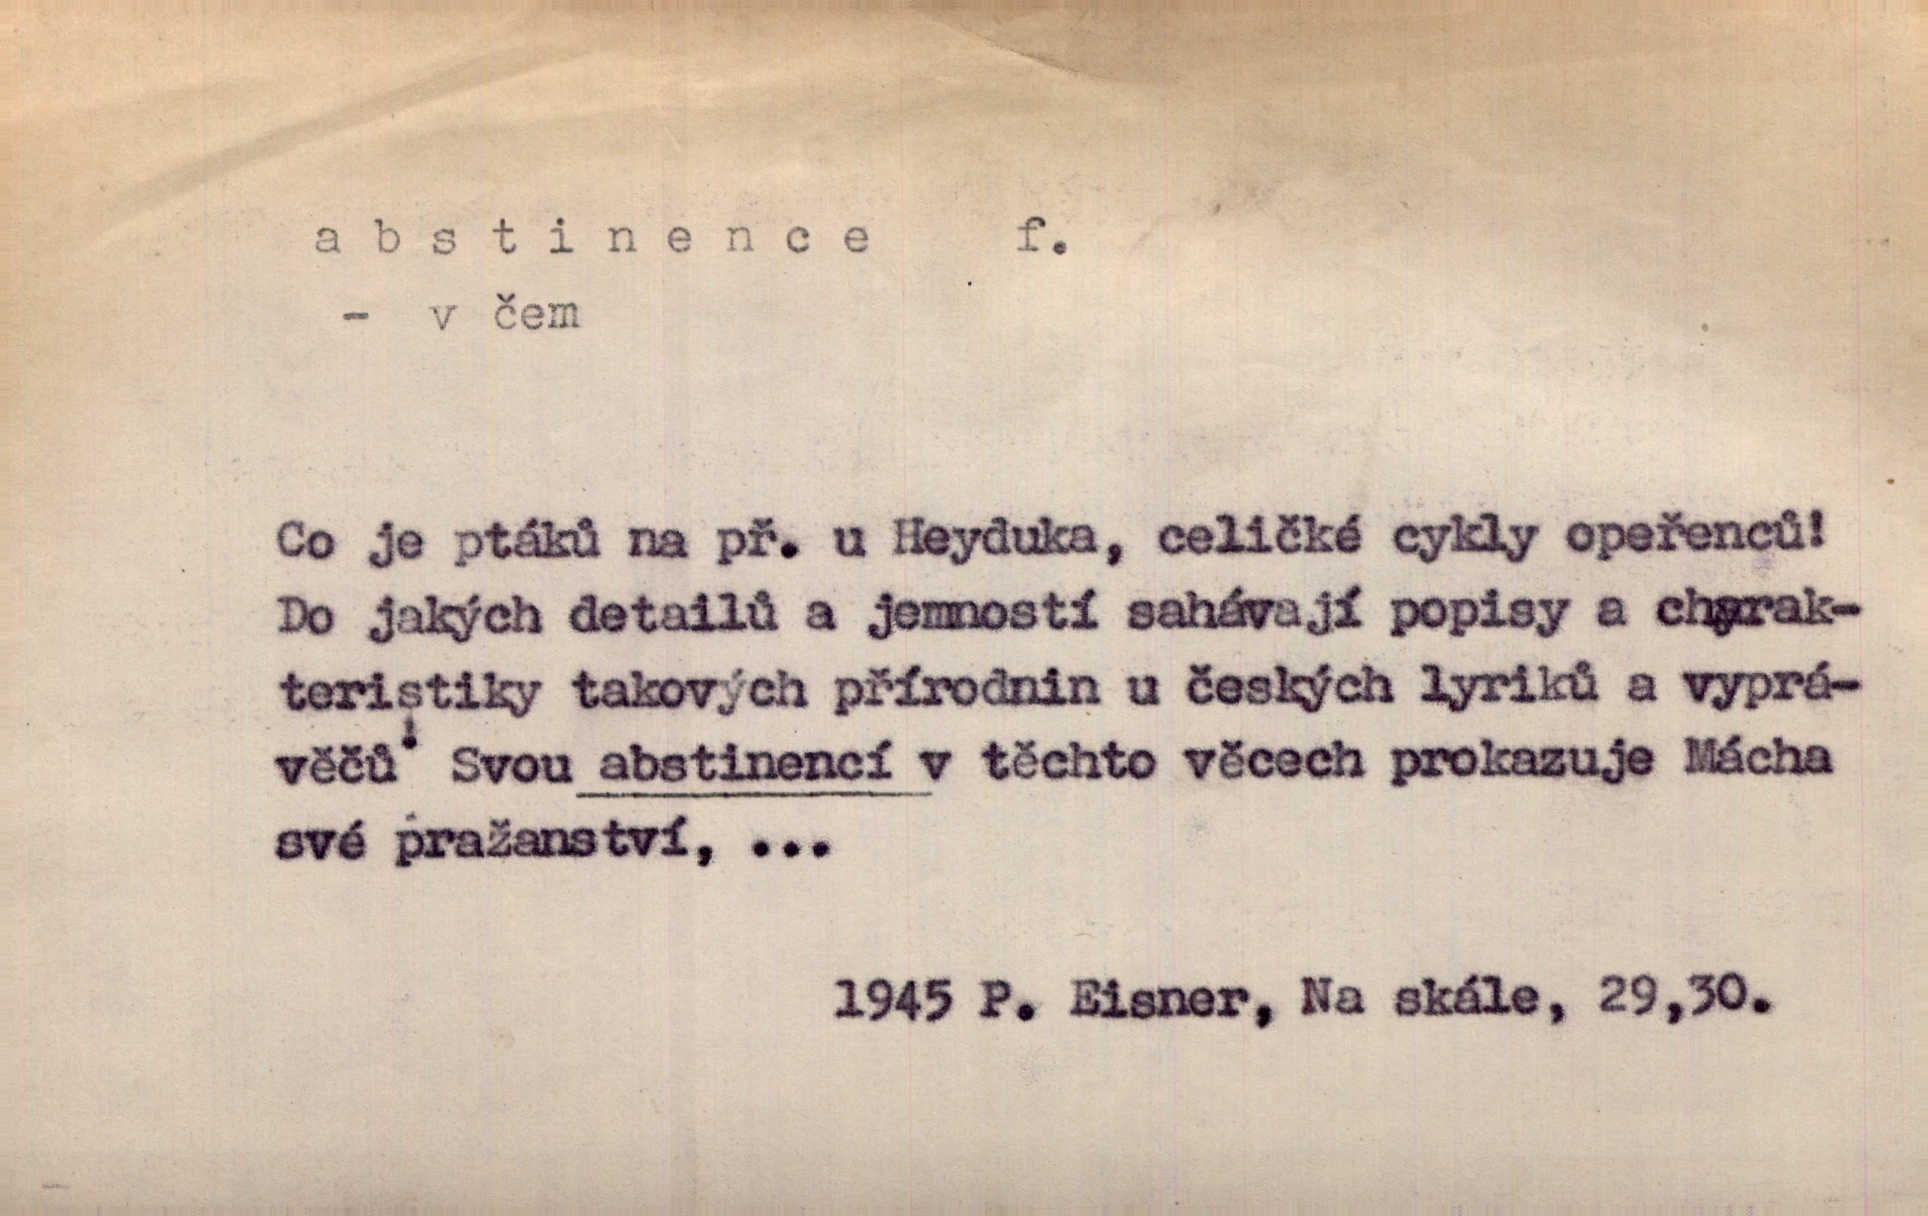 abstinence f.
- v čem
Co je ptáků na př. u Heyduka, celičké cykly opeřenců!
Do jakých detailů a jemností sahávají popisy a charak-
teristiky takových přírodnin u českých lyriků a vyprá-
věčů! Svou abstinencí v těchto věcech prokazuje Mácha
své pražanství, ...
1945 P. Eisner, Na skále, 29,30.